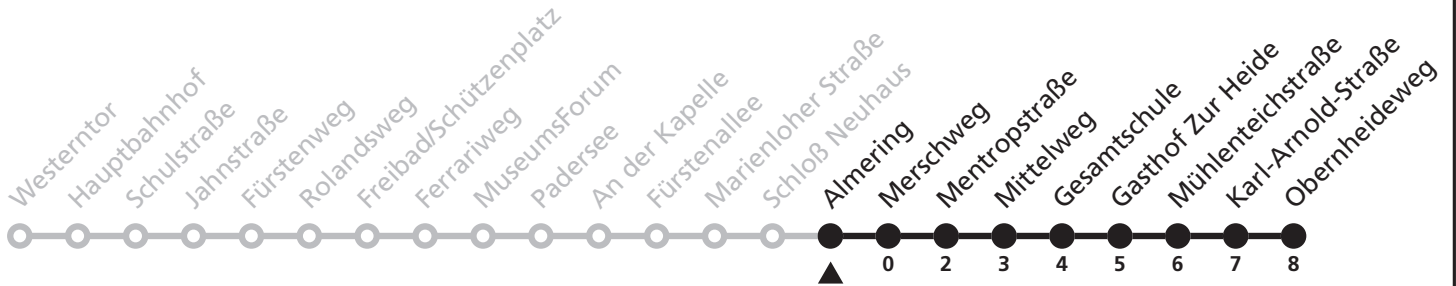 Westerntor
Hauptbahnhof
Schulstraße
Jahnstraße
Fürstenweg
Rolandsweg
Freibad/Schützenplatz
Ferrariweg
MuseumsForum
Padersee
An der Kapelle
Fürstenallee
Marienloher Straße
Schloß Neuhaus
Almering
Merschweg
Mentropstraße
Mittelweg
Gesamtschule
Gasthof Zur Heide
Mühlenteichstraße
Karl-Arnold-Straße
Obernheideweg
0 2 3 4 5 6 7 8